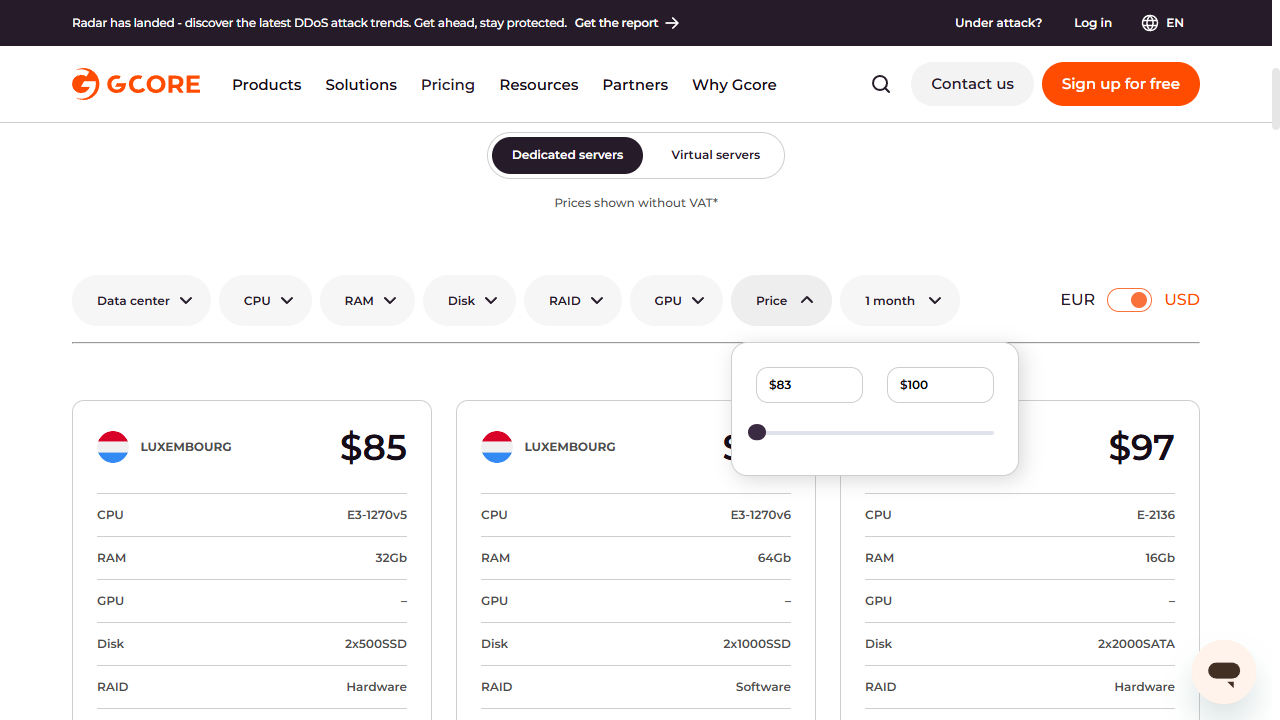 Radar has landed - discover the latest DDoS attack trends. Get ahead, stay protected. Get the report
Under attack? Log in EN
GCORE Products Solutions Pricing Resources Partners Why Gcore Contact us Sign up for free
Dedicated servers Virtual servers
Prices shown without VAT*
Data center CPU RAM Disk RAID GPU Price 1 month EUR USD
$83 $100
LUXEMBOURG $85
CPU E3-1270v5
RAM 32Gb
GPU –
Disk 2x500SSD
RAID Hardware
LUXEMBOURG
CPU E3-1270v6
RAM 64Gb
GPU –
Disk 2x1000SSD
RAID Software
$97
CPU E-2136
RAM 16Gb
GPU –
Disk 2x2000SATA
RAID Hardware